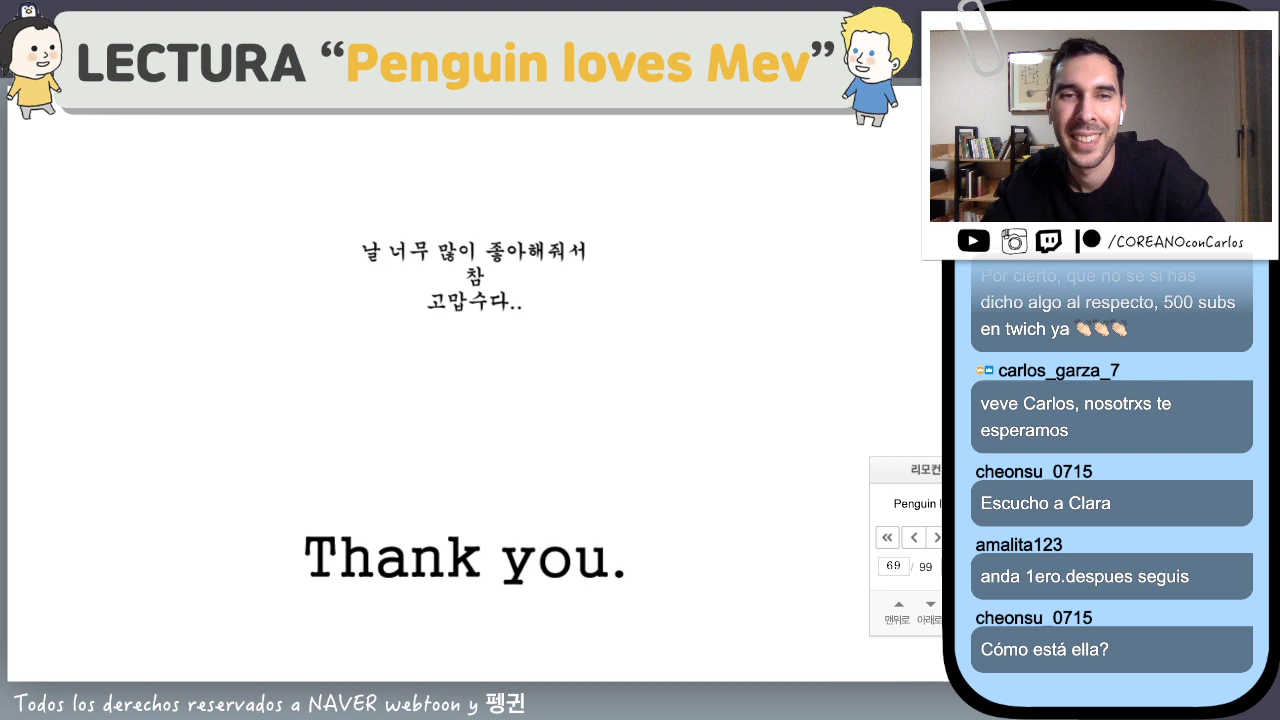 LECTURA “Penguin loves Mev”
날 너무 많이 좋아해줘서
참
고맙수다..
Thank you.
리모컨
Penguin l
69 / 99
맨위로 아래로
/COREANOconCarlos
Por cierto, que no se si has
dicho algo al respecto, 500 subs
en twich ya 👏🏻👏🏻👏🏻
carlos_garza_7
veve Carlos, nosotrxs te
esperamos
cheonsu_0715
Escucho a Clara
amalita123
anda 1ero.despues seguis
cheonsu_0715
Cómo está ella?
Todos los derechos reservados a NAVER webtoon y 펭귄